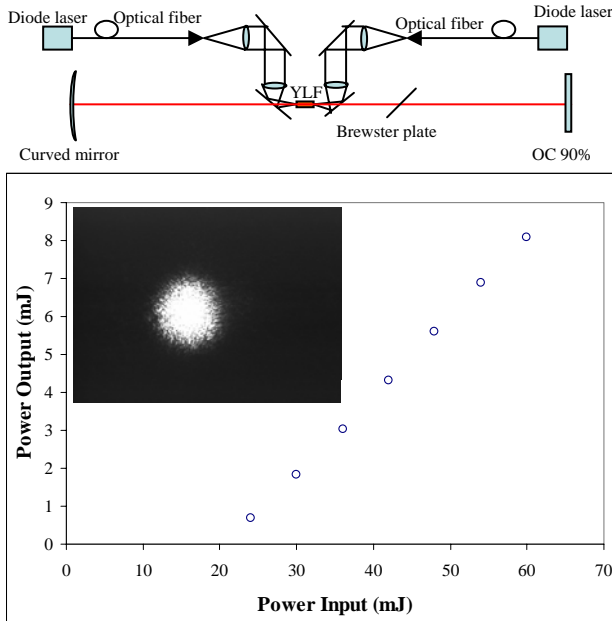 Diode laser
Optical fiber
Optical fiber
Diode laser
YLF
Brewster plate
Curved mirror
OC 90%
9
8
7
6
5
4
3
2
1
0
Power Output (mJ)
0 10 20 30 40 50 60 70
Power Input (mJ)